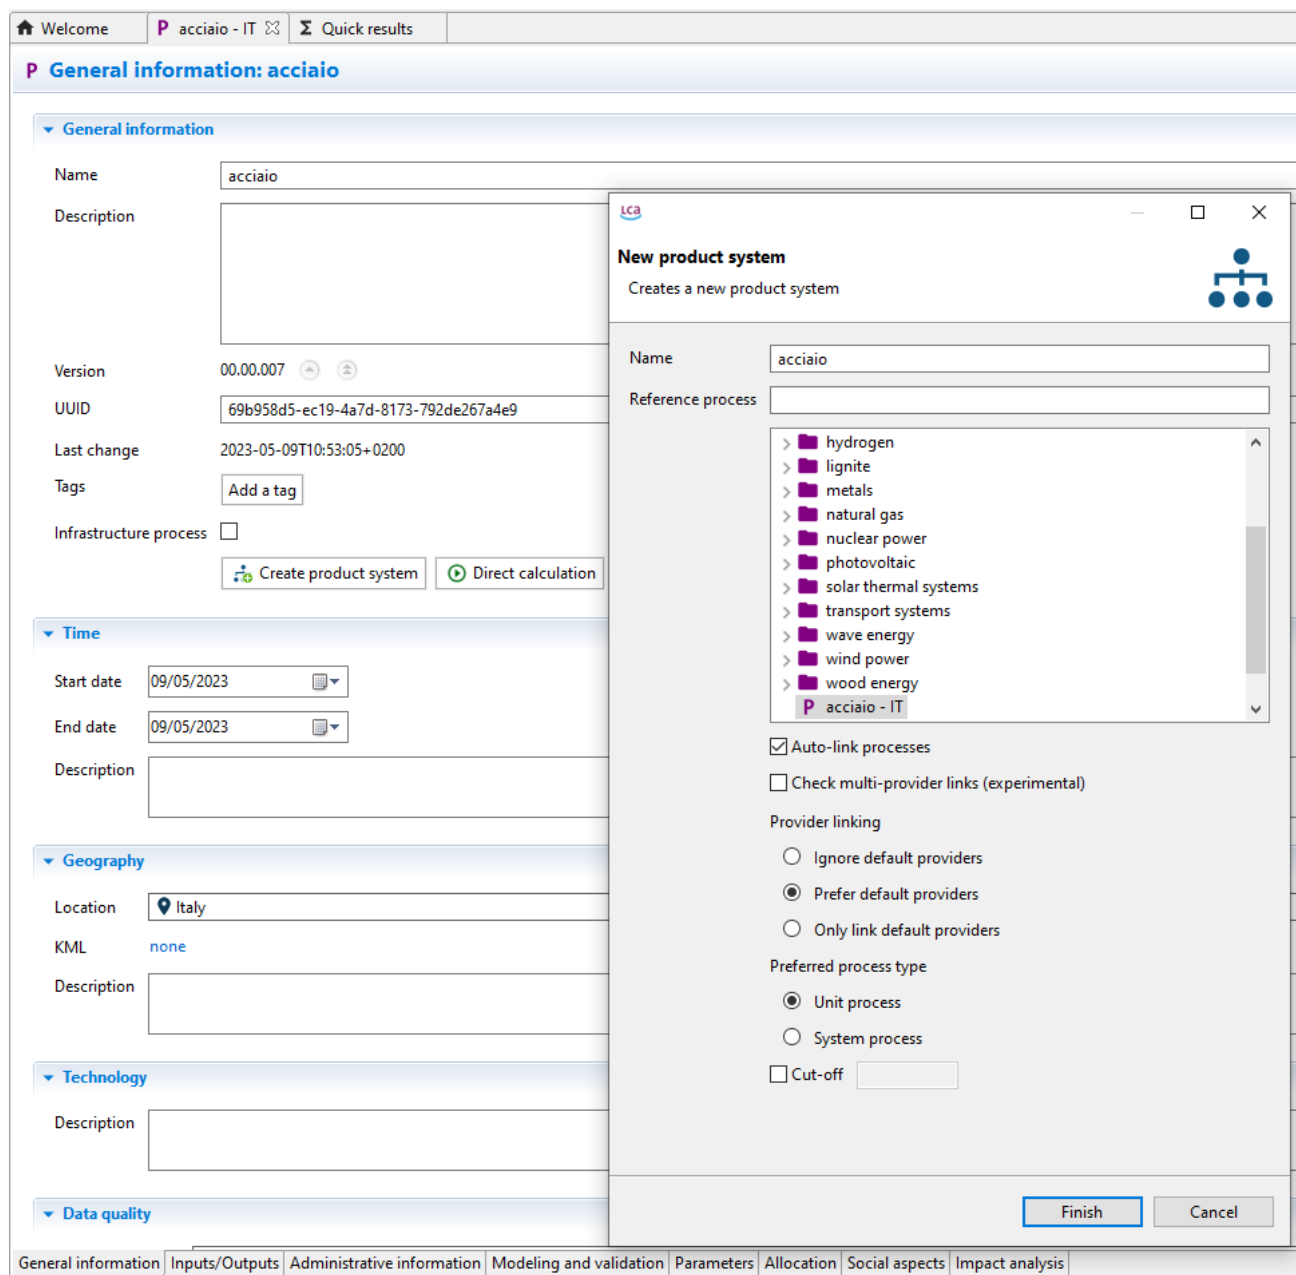 Welcome
P acciaio - IT
Σ Quick results
P General information: acciaio
General information
Name
acciaio
Description
Version
00.00.007
UUID
69b958d5-ec19-4a7d-8173-792de267a4e9
Last change
2023-05-09T10:53:05+0200
Tags
Add a tag
Infrastructure process
Create product system
Direct calculation
Time
Start date
09/05/2023
End date
09/05/2023
Description
Geography
Location
Italy
KML
none
Description
Technology
Description
Data quality
General information
Inputs/Outputs
Administrative information
Modeling and validation
Parameters
Allocation
Social aspects
Impact analysis
LCA
New product system
Creates a new product system
Name
acciaio
Reference process
hydrogen
lignite
metals
natural gas
nuclear power
photovoltaic
solar thermal systems
transport systems
wave energy
wind power
wood energy
P acciaio - IT
Auto-link processes
Check multi-provider links (experimental)
Provider linking
Ignore default providers
Prefer default providers
Only link default providers
Preferred process type
Unit process
System process
Cut-off
Finish
Cancel